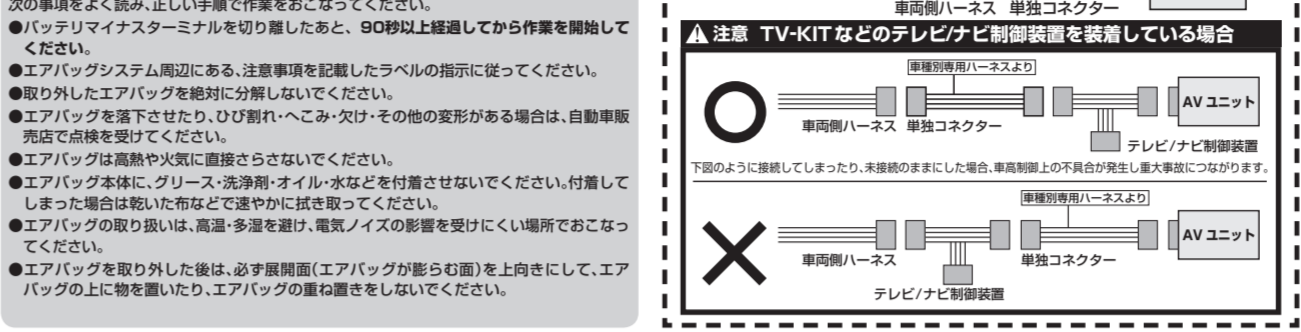 次の事項をよく読み、正しい手順で作業をおこなってください。
●バッテリマイナスターミナルを切り離したあと、90秒以上経過してから作業を開始して
ください。
●エアバッグシステム周辺にある、注意事項を記載したラベルの指示に従ってください。
●取り外したエアバッグを絶対に分解しないでください。
●エアバッグを落下させたり、ひび割れ・へこみ・欠け・その他の変形がある場合は、自動車販
売店で点検を受けてください。
●エアバッグは高熱や火気に直接さらさないでください。
●エアバッグ本体に、グリース・洗浄剤・オイル・水などを付着させないでください。付着して
しまった場合は乾いた布などで速やかに拭き取ってください。
●エアバッグの取り扱いは、高温・多湿を避け、電気ノイズの影響を受けにくい場所でおこなっ
てください。
●エアバッグを取り外した後は、必ず展開面(エアバッグが膨らむ面)を上向きにして、エア
バッグの上に物を置いたり、エアバッグの重ね置きをしないでください。
車両側ハーネス 単独コネクター
注意 TV-KITなどのテレビ/ナビ制御装置を装着している場合
車種別専用ハーネスより
AV ユニット
車両側ハーネス 単独コネクター
テレビ/ナビ制御装置
下図のように接続してしまったり、未接続のままにした場合、車高制御上の不具合が発生し重大事故につながります。
車種別専用ハーネスより
AV ユニット
車両側ハーネス 単独コネクター
テレビ/ナビ制御装置